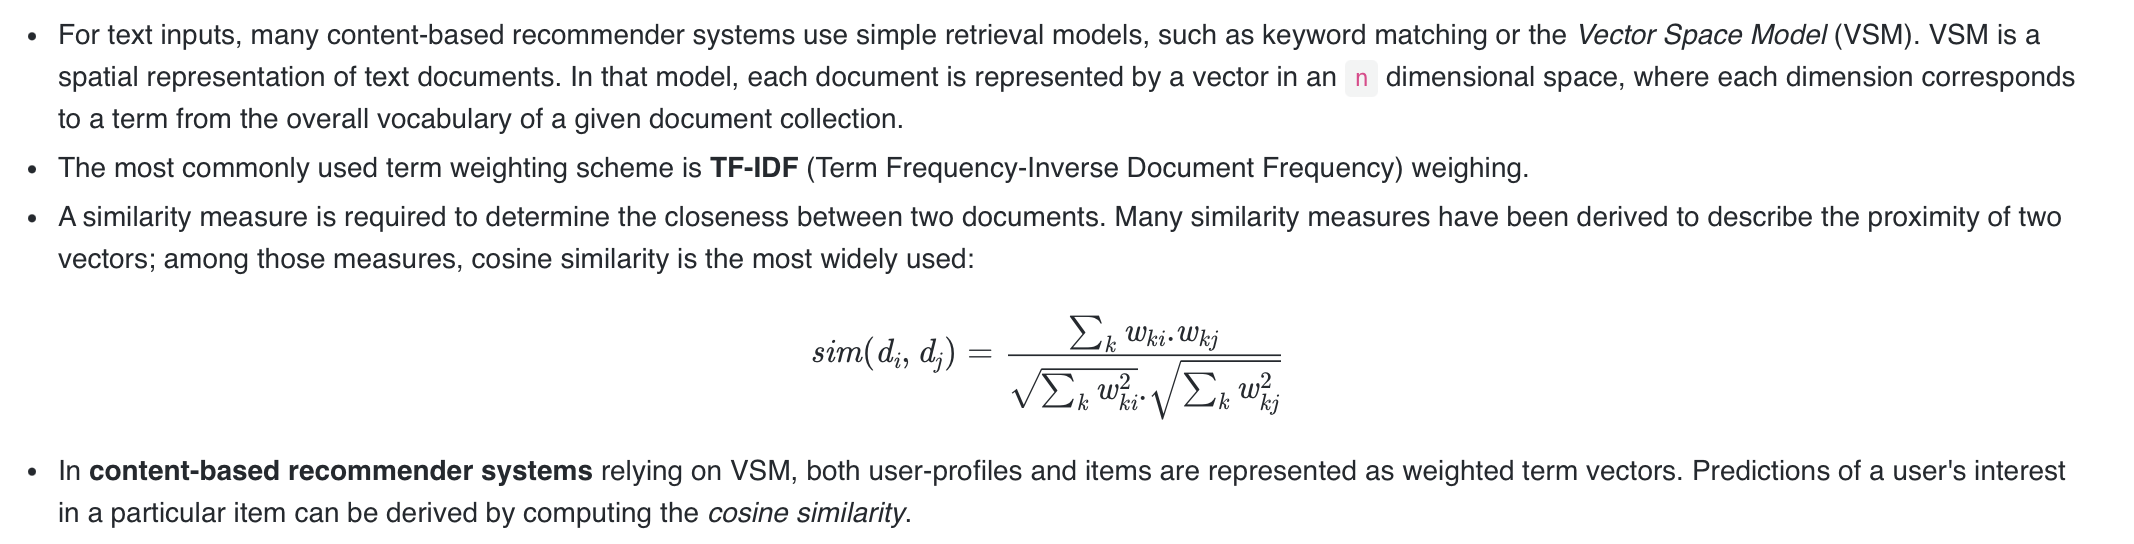 • For text inputs, many content-based recommender systems use simple retrieval models, such as keyword matching or the Vector Space Model (VSM). VSM is a
spatial representation of text documents. In that model, each document is represented by a vector in an n dimensional space, where each dimension corresponds
to a term from the overall vocabulary of a given document collection.
• The most commonly used term weighting scheme is TF-IDF (Term Frequency-Inverse Document Frequency) weighing.
• A similarity measure is required to determine the closeness between two documents. Many similarity measures have been derived to describe the proximity of two
vectors; among those measures, cosine similarity is the most widely used:
sim(d_i, d_j) = \frac{\sum_k w_{ki}.w_{kj}}{\sqrt{\sum_k w_{ki}^2}.\sqrt{\sum_k w_{kj}^2}}
• In content-based recommender systems relying on VSM, both user-profiles and items are represented as weighted term vectors. Predictions of a user's interest
in a particular item can be derived by computing the cosine similarity.